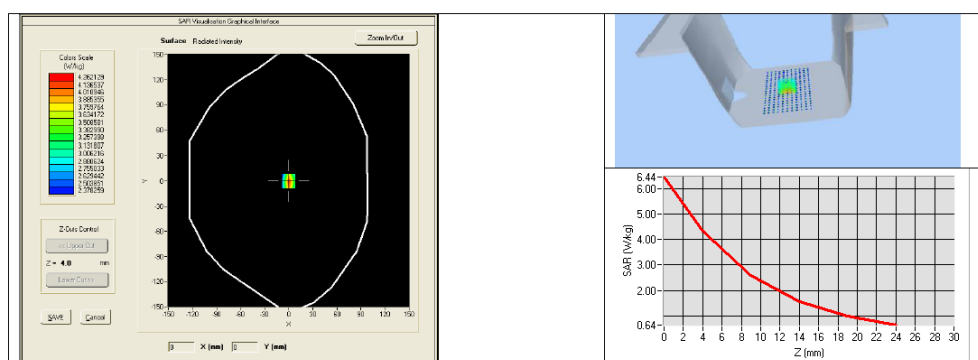 SAR Visualisation Graphical Interface
Surface Radiated Intensity
Zoom In/Out
Colors Scale
(W/kg)
4.262129
4.136537
4.010946
3.885355
3.759764
3.634172
3.508581
3.382990
3.257399
3.131807
3.006216
2.880624
2.755033
2.629442
2.503851
2.378259
Z-Cuts Control
<< Upper Cut
Z = 4.0 mm
SAVE
Cancel
150
120
90
60
30
0
-30
-60
-90
-120
-150
Y
-150 -120 -90 -60 -30 0 30 60 90 120 150
X
X (mm)
Y (mm)
6.44
6.00
5.00
4.00
3.00
2.00
0.64
SAR (W/kg)
0 2 4 6 8 10 12 14 16 18 20 22 24 26 28 30
Z (mm)